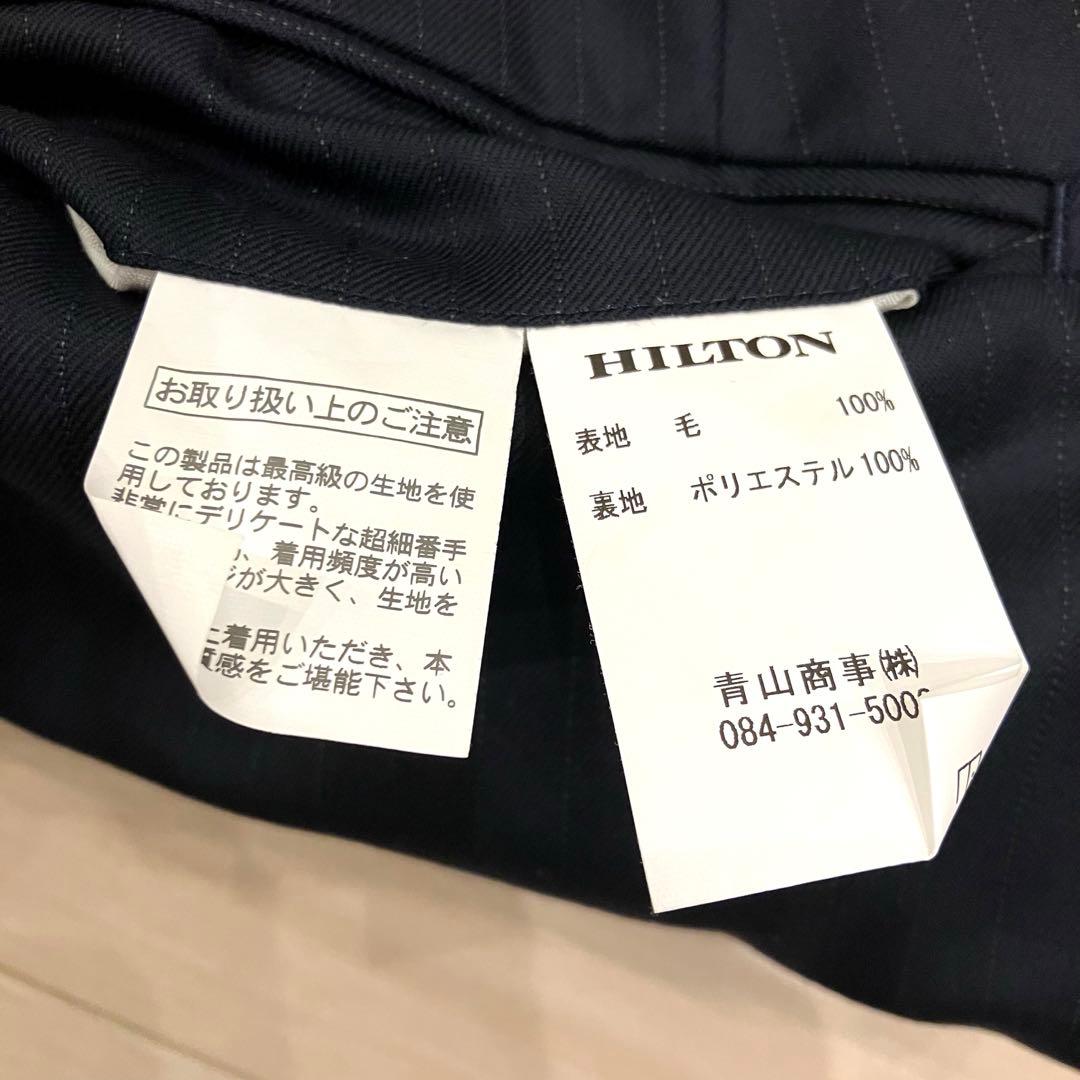 お取り扱い上のご注意
この製品は最高級の生地を使
用しております。
非常にデリケートな超細番手
、着用頻度が高い
が大きく、生地を
着用いただき、本
質感をご堪能下さい。
HILTON
表地 毛 100%
裏地 ポリエステル100%
青山商事㈱
084-931-500